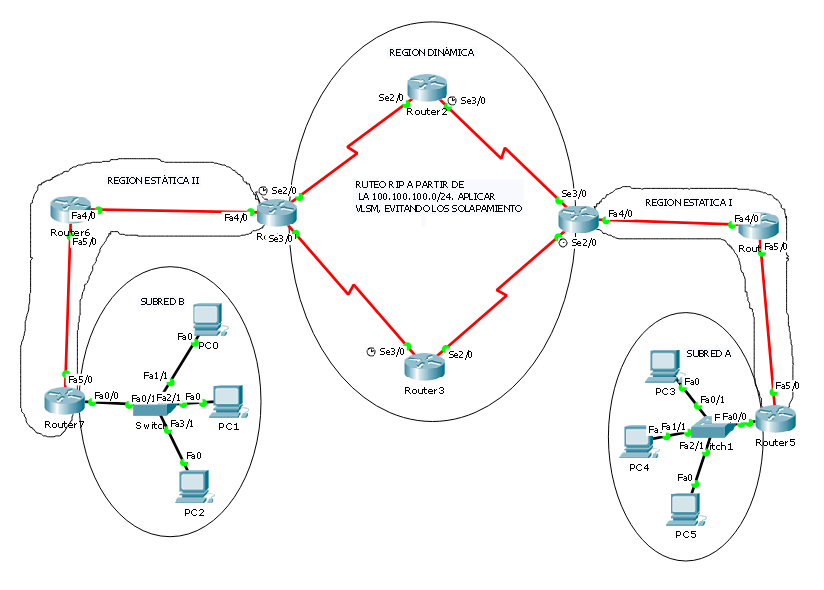 REGION DINÀMICA
Se2/0
Se3/0
Router2
RUTEO RIP A PARTIR DE
LA 100.100.100.0/24. APLICAR
VLSM, EVITANDO LOS SOLAPAMIENTO
REGION ESTÀTICA II
Fa4/0
Router6
Fa5/0
Fa4/0
Se2/0
Se3/0
Se3/0
Fa4/0
Se2/0
REGION ESTATICA I
Fa4/0
Fa5/0
Se3/0
Se2/0
Router3
SUBRED B
Fa0
PC0
Fa1/1
Fa5/0
Fa0/0
Router7
Fa0/1
Fa2/1
Fa0
PC1
Fa3/1
Fa0
PC2
SUBRED A
PC3
Fa0
Fa0/1
Fa5/0
Fa0/0
Router5
Fa1/1
Fa2/1
PC4
Fa0
PC5